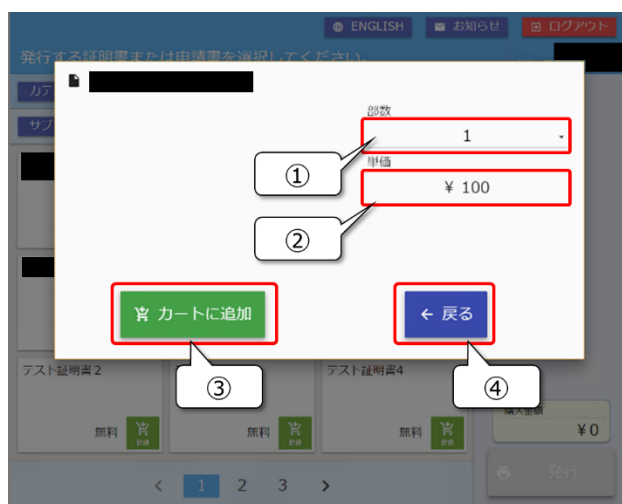 ENGLISH
お知らせ
ログアウト
発行する証明書または申請書を選択してください。
カテ
サブ
部数
1
①
単価
¥ 100
②
カートに追加
← 戻る
③
④
テスト証明書2
テスト証明書4
無料
無料
無料
購入金額
¥0
< 1 2 3 >
発行